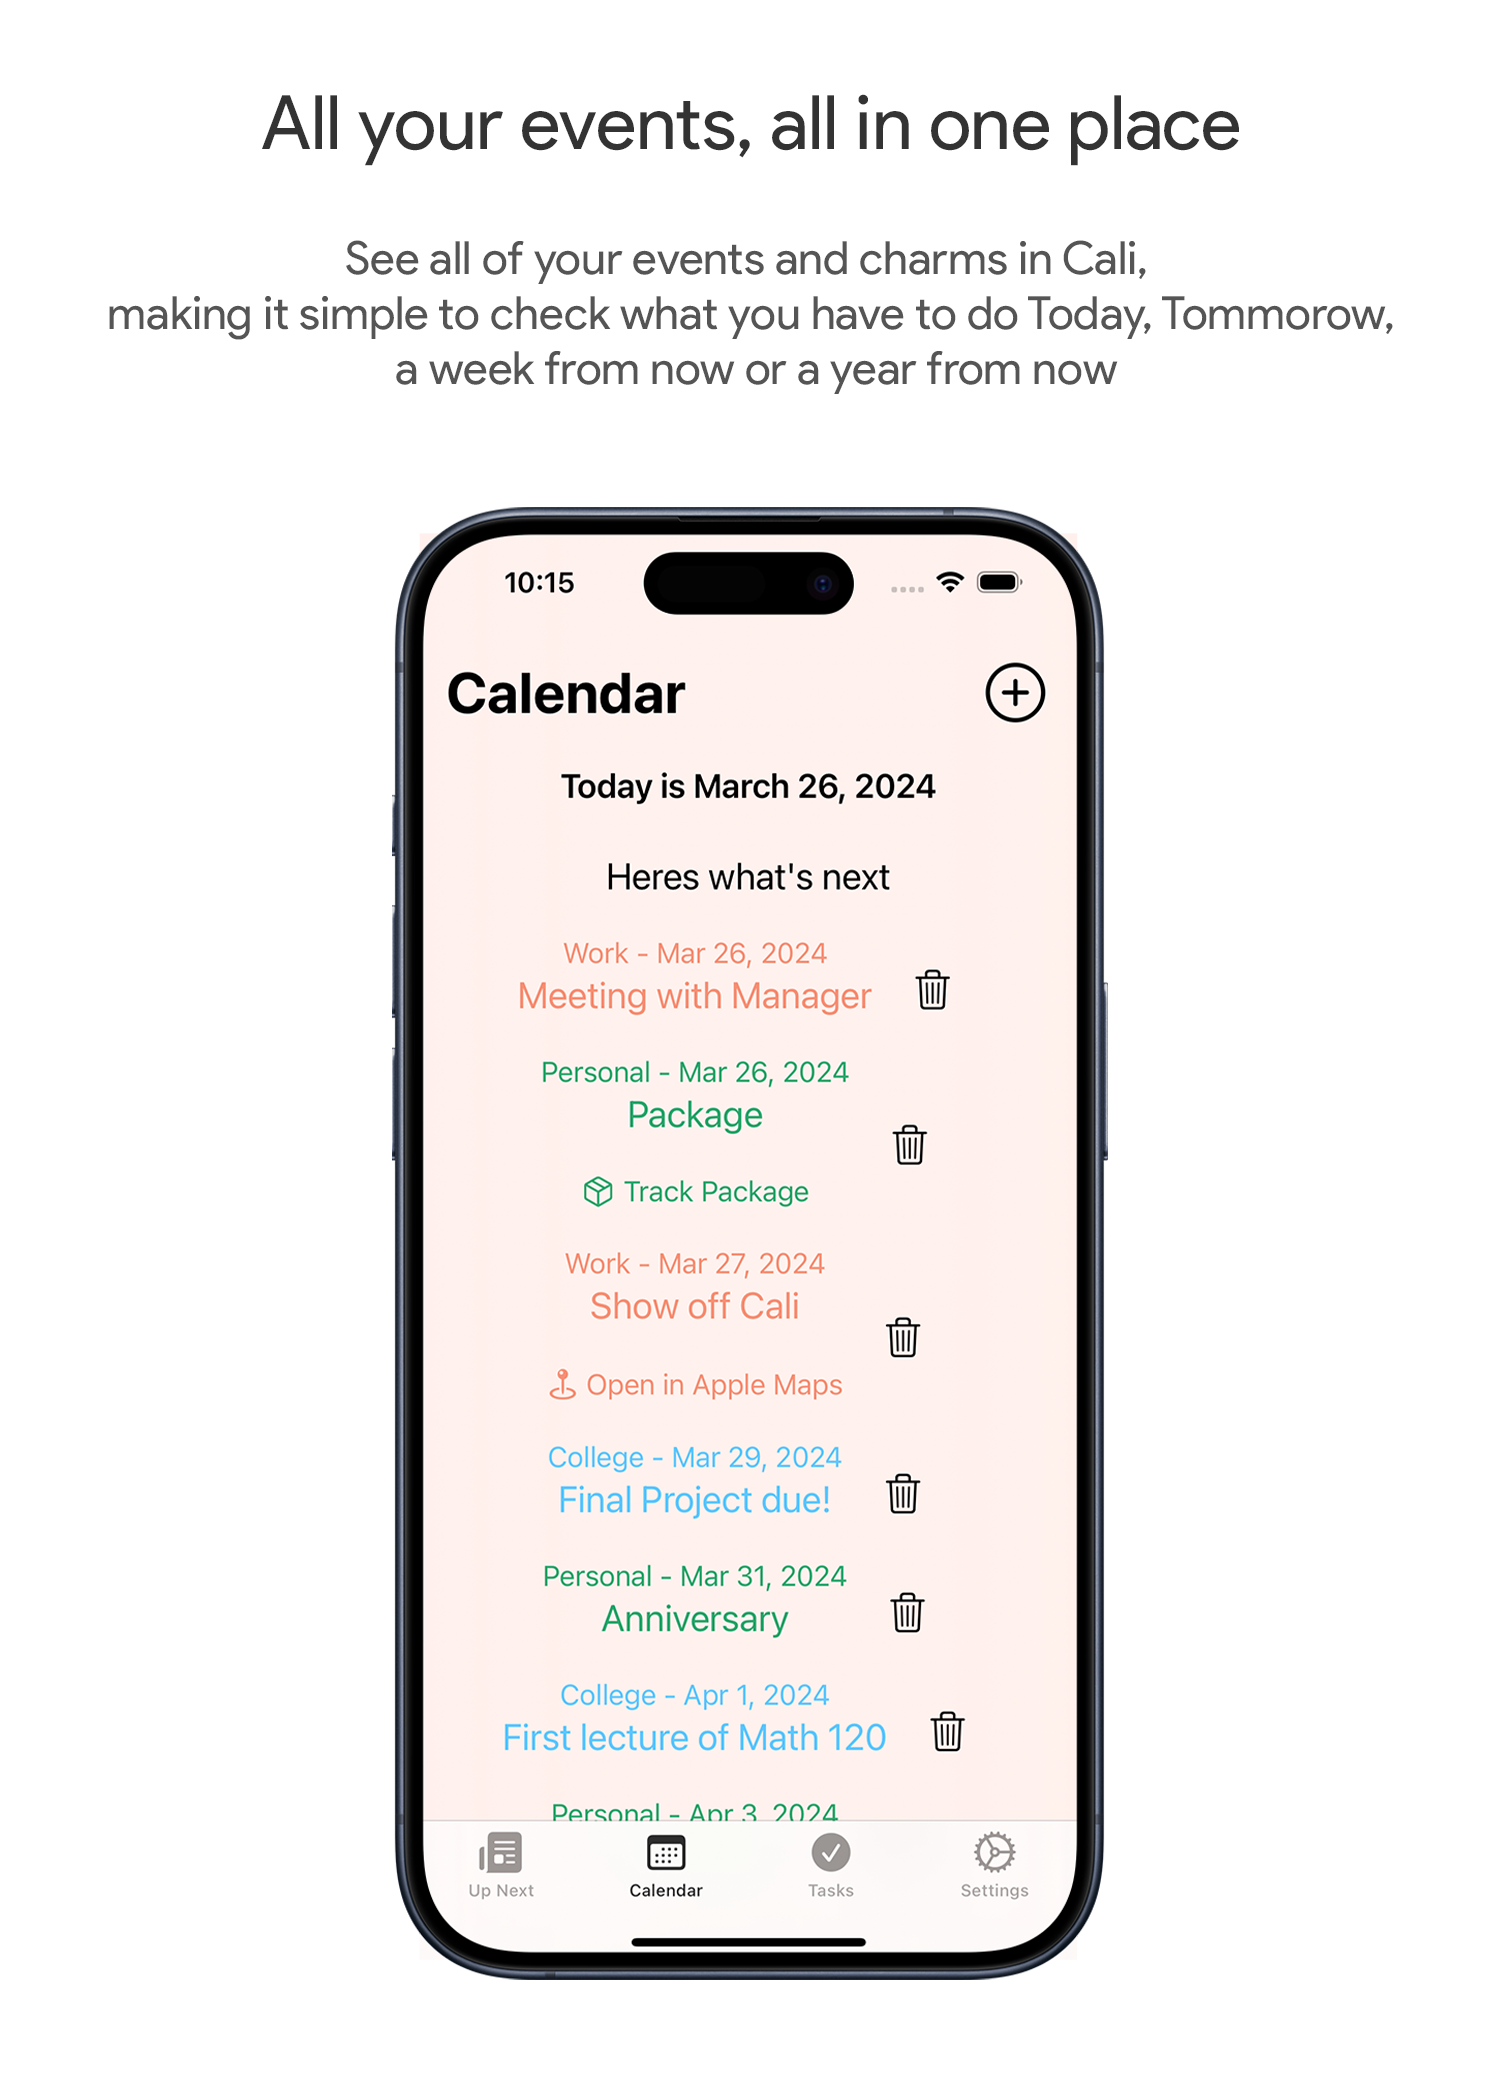 All your events, all in one place
See all of your events and charms in Cali,
making it simple to check what you have to do Today, Tommorow,
a week from now or a year from now
10:15
Calendar
Today is March 26, 2024
Heres what's next
Work - Mar 26, 2024
Meeting with Manager
Personal - Mar 26, 2024
Package
Track Package
Work - Mar 27, 2024
Show off Cali
Open in Apple Maps
College - Mar 29, 2024
Final Project due!
Personal - Mar 31, 2024
Anniversary
College - Apr 1, 2024
First lecture of Math 120
Personal - Apr 3, 2024
Up Next
Calendar
Tasks
Settings